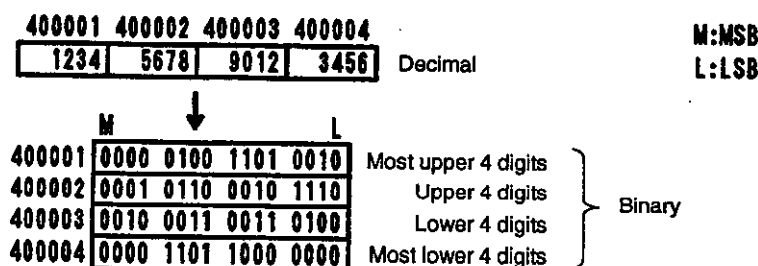 400001 400002 400003 400004 M:MSB
1234 5678 9012 3456 Decimal L:LSB
M L
400001 0000 0100 1101 0010 Most upper 4 digits
400002 0001 0110 0010 1110 Upper 4 digits Binary
400003 0010 0011 0011 0100 Lower 4 digits
400004 0000 1101 1000 0000 Most lower 4 digits